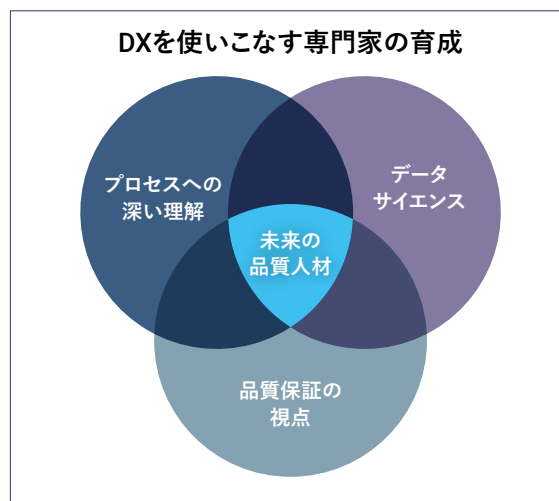 DXを使いこなす専門家の育成
プロセスへの
深い理解
データ
サイエンス
未来の
品質人材
品質保証の
視点